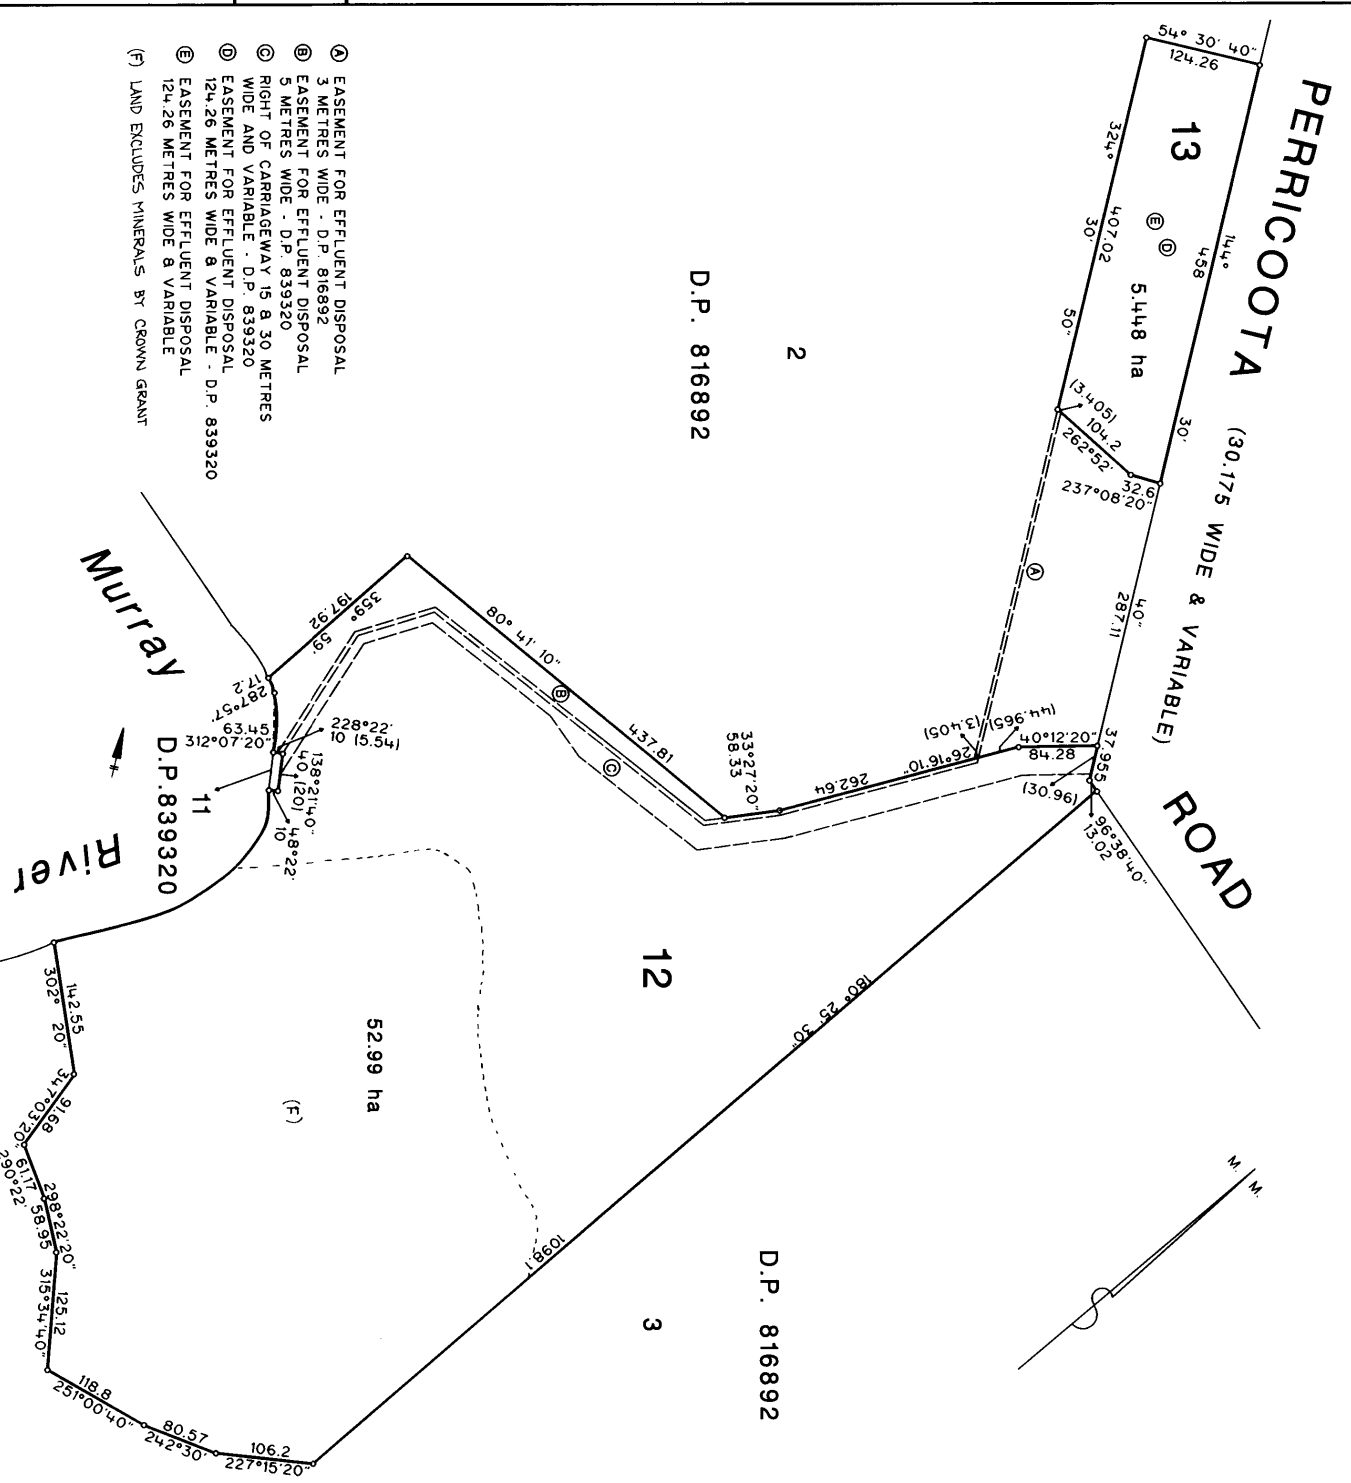 PERRICOOTA (30.175 WIDE & VARIABLE) ROAD
54° 30' 40"
124.26
13
324° 30' 50"
407.02
Ⓔ Ⓓ
5.448 ha
144° 30' 40"
458
287.11
(3.405)
104.2
262°52'
32.6
237°08'20"
Ⓐ
2
D.P. 816892
Ⓐ EASEMENT FOR EFFLUENT DISPOSAL
3 METRES WIDE - D.P. 816892
Ⓑ EASEMENT FOR EFFLUENT DISPOSAL
5 METRES WIDE - D.P. 839320
Ⓒ RIGHT OF CARRIAGEWAY 15 & 30 METRES
WIDE AND VARIABLE - D.P. 839320
Ⓓ EASEMENT FOR EFFLUENT DISPOSAL
124.26 METRES WIDE & VARIABLE - D.P. 839320
Ⓔ EASEMENT FOR EFFLUENT DISPOSAL
124.26 METRES WIDE & VARIABLE
(F) LAND EXCLUDES MINERALS BY CROWN GRANT
37.955
(30.96)
96°38'40"
13.02
40°12'20"
84.28
(44.965)
(3.405)
26°16'10"
262.64
33°27'20"
58.33
80° 41' 10"
437.81
Ⓑ
Ⓒ
359° 59'
197.92
17.2
287°57'
63.45
312°07'20"
228°22'
10 (5.54)
138°21'40"
40 (20)
48°22'
10
11
D.P.839320
Murray River
12
52.99 ha
(F)
180° 25' 30"
1098.1
3
D.P. 816892
M. M.
142.55
302° 20"
347°03'20"
91.68
61.17
290°22'
298°22'20"
58.95
125.12
315°34'40"
118.8
251°00'40"
80.57
242°30'
106.2
227°15'20"